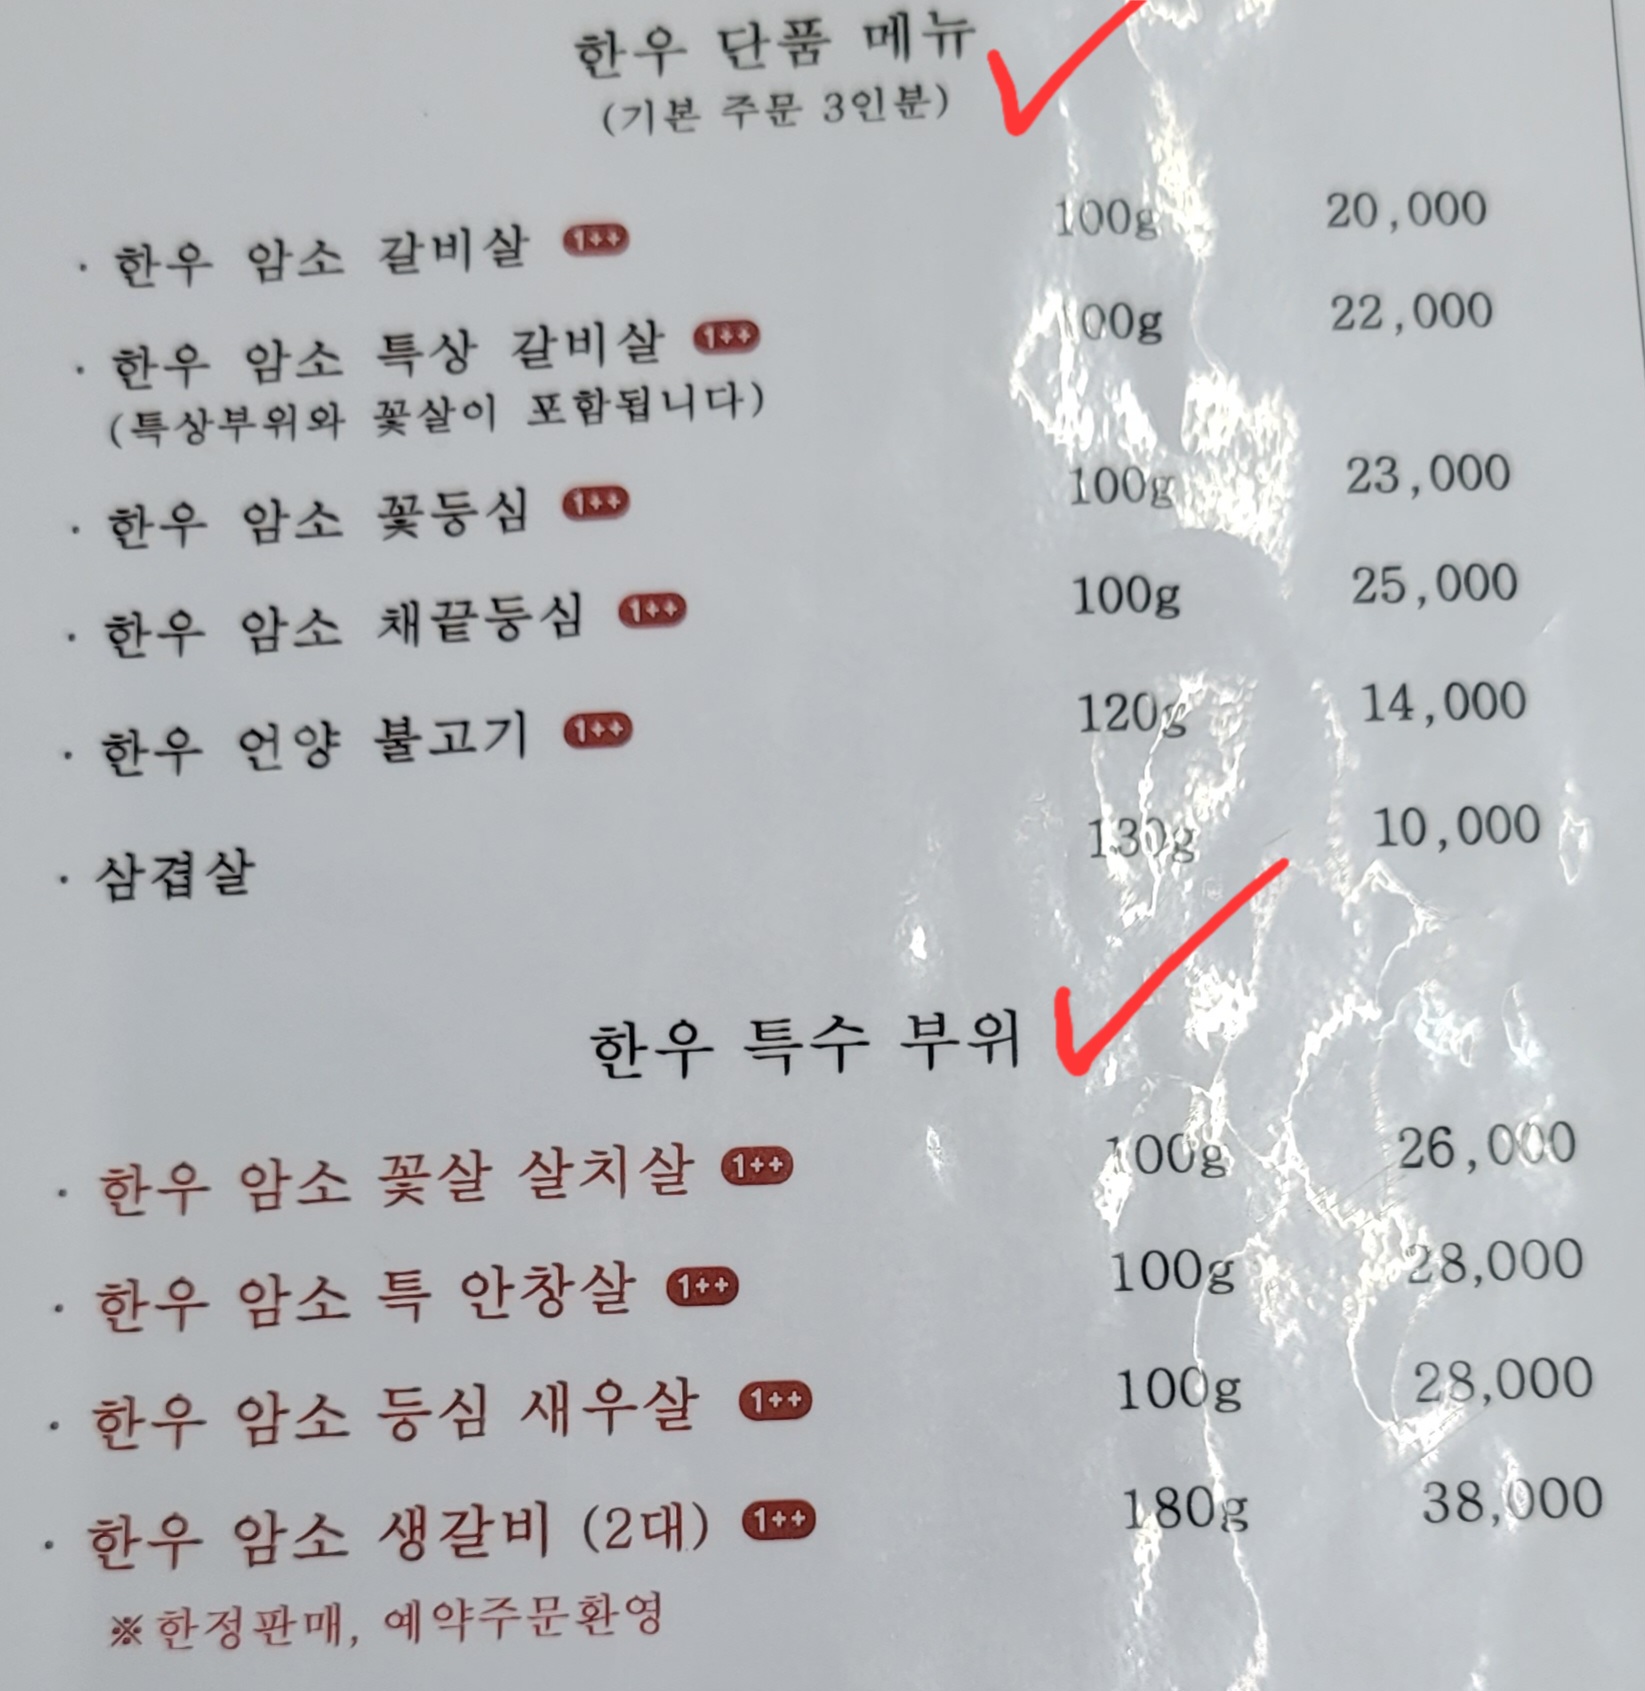 한우 단품 메뉴
(기본 주문 3인분)
· 한우 암소 갈비살 1++ 100g 20,000
· 한우 암소 특상 갈비살 1++ 100g 22,000
(특상부위와 꽃살이 포함됩니다)
· 한우 암소 꽃등심 1++ 100g 23,000
· 한우 암소 채끝등심 1++ 100g 25,000
· 한우 언양 불고기 1++ 120g 14,000
· 삼겹살 130g 10,000
한우 특수 부위
· 한우 암소 꽃살 살치살 1++ 100g 26,000
· 한우 암소 특 안창살 1++ 100g 28,000
· 한우 암소 등심 새우살 1++ 100g 28,000
· 한우 암소 생갈비 (2대) 1++ 180g 38,000
※한정판매, 예약주문환영